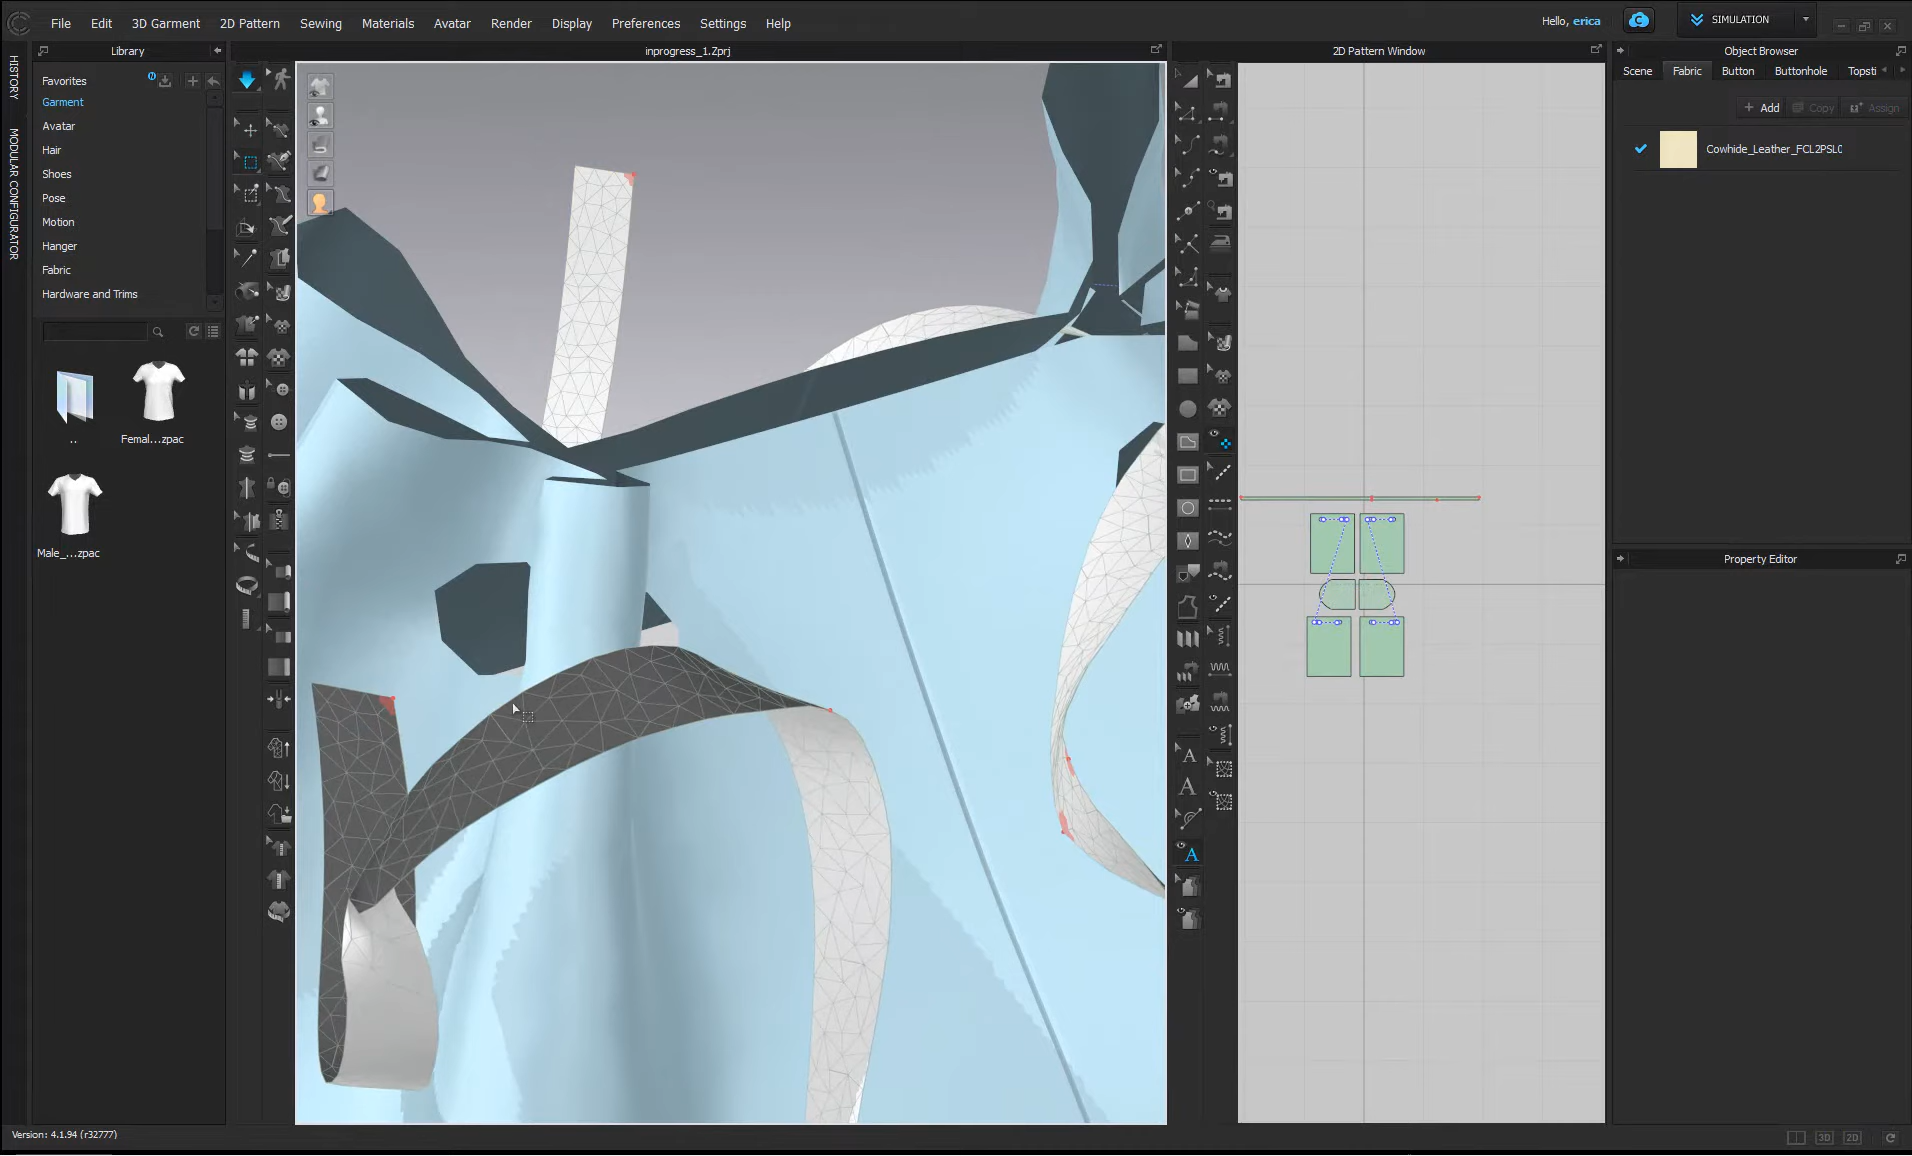 File Edit 3D Garment 2D Pattern Sewing Materials Avatar Render Display Preferences Settings Help
Hello, erica
SIMULATION
HISTORY
MODULAR CONFIGURATOR
Library
inprogress_1.Zprj
2D Pattern Window
Object Browser
Favorites
Garment
Avatar
Hair
Shoes
Pose
Motion
Hanger
Fabric
Hardware and Trims
..
Femal...zpac
Male_...zpac
Scene Fabric Button Buttonhole Topsti
+ Add Copy Assign
Cowhide_Leather_FCL2PSL0
Property Editor
A
A
A
Version: 4.1.94 (r32777)
3D 2D